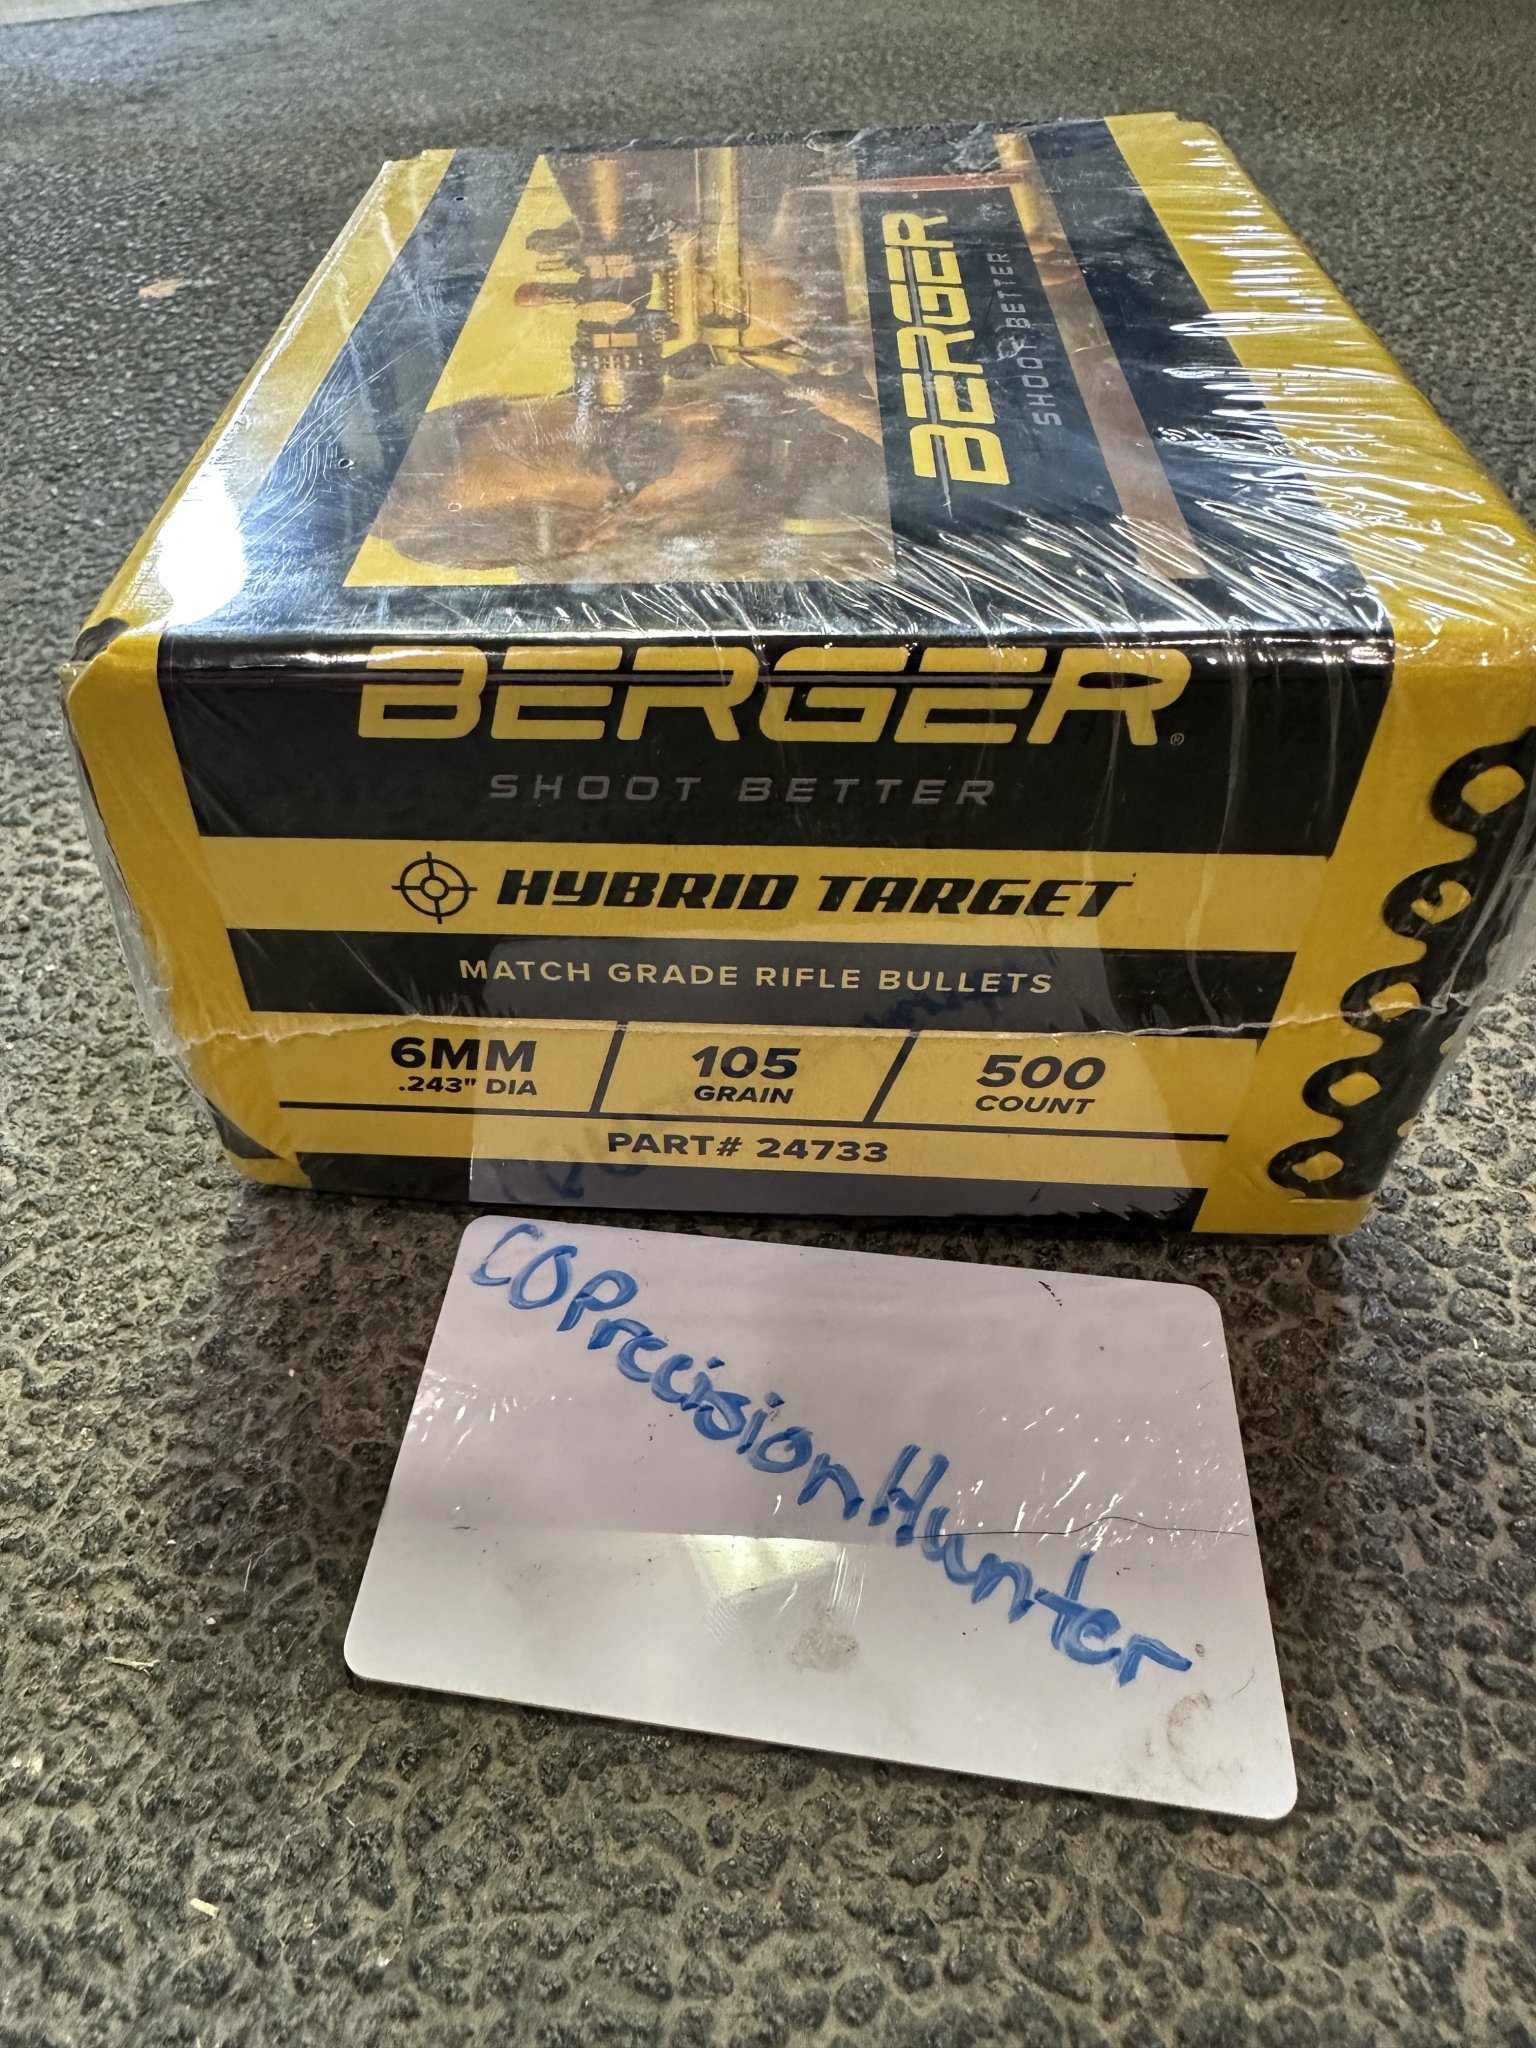 BERGER
SHOOT BETTER
BERGER®
SHOOT BETTER
HYBRID TARGET
MATCH GRADE RIFLE BULLETS
6MM 105 500
.243" DIA GRAIN COUNT
PART# 24733
COPrecisionHunter